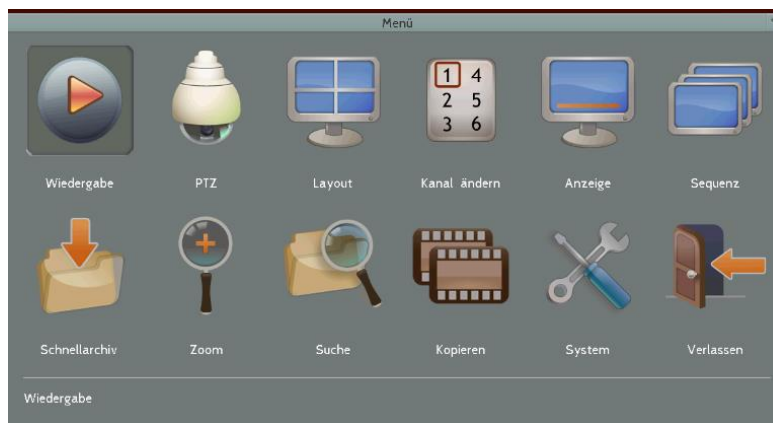 Menü
1 4
2 5
3 6
Wiedergabe PTZ Layout Kanal ändern Anzeige Sequenz
Schnellarchiv Zoom Suche Kopieren System Verlassen
Wiedergabe